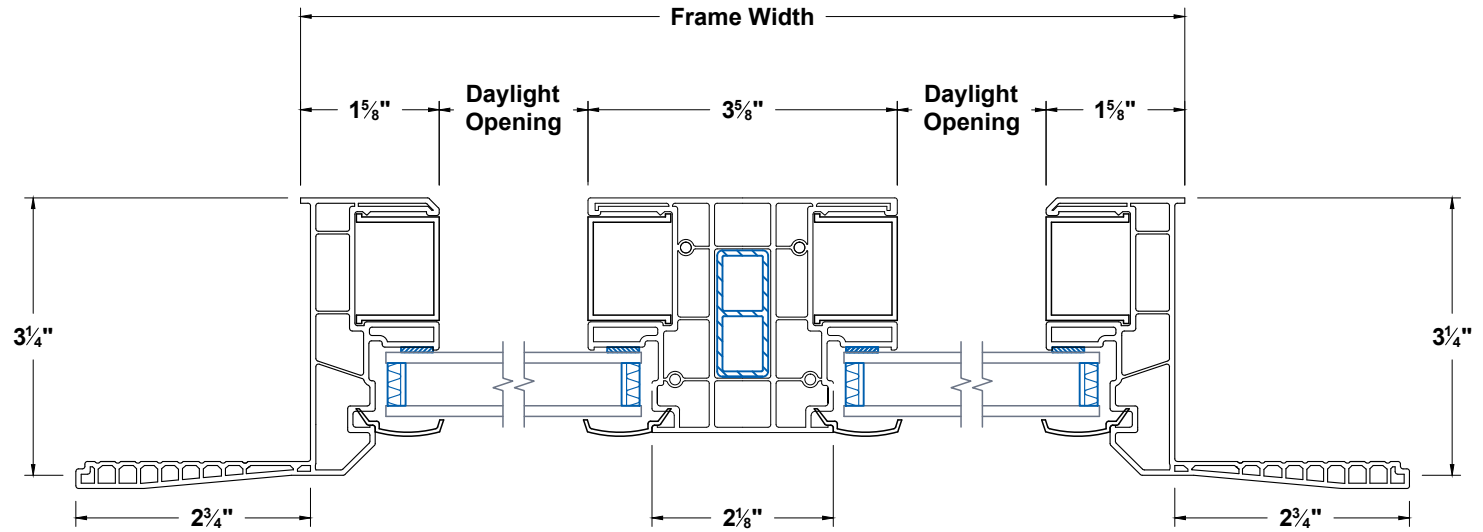 Frame Width
1⅝"
Daylight
Opening
3⅝"
Daylight
Opening
1⅝"
3¼"
3¼"
2¾"
2⅛"
2¾"